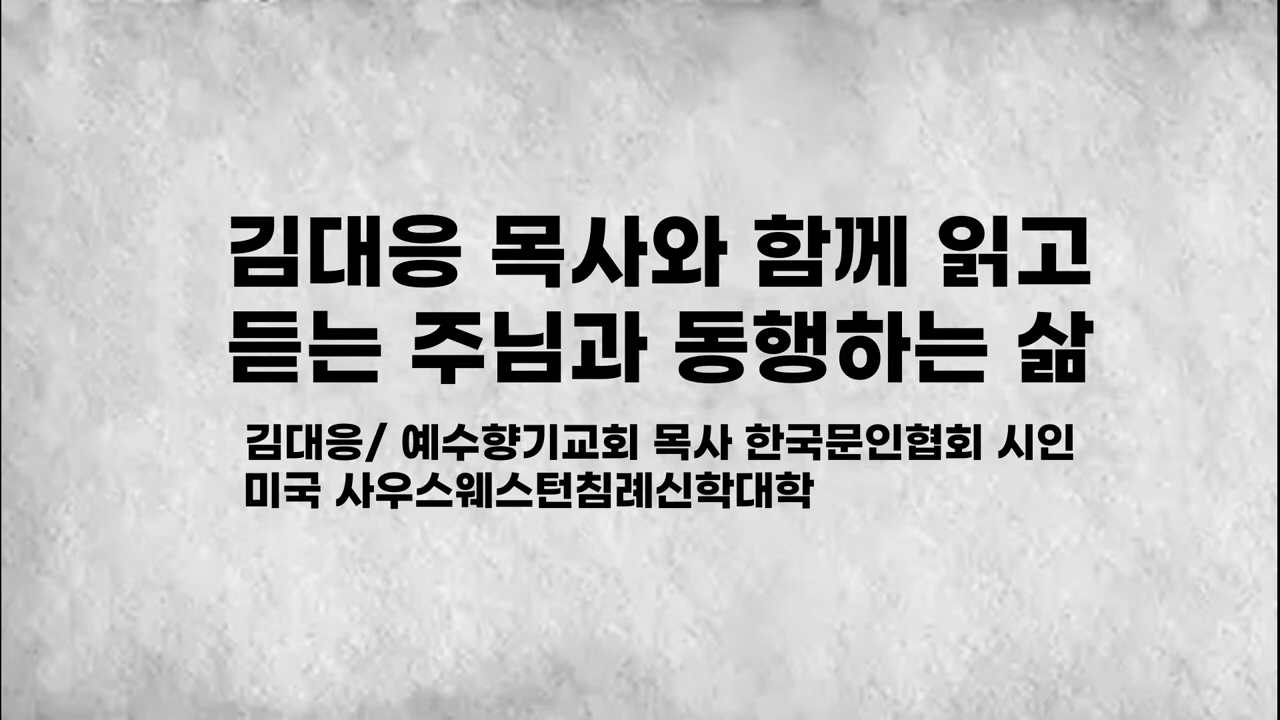 김대응 목사와 함께 읽고
듣는 주님과 동행하는 삶
김대응/ 예수향기교회 목사 한국문인협회 시인
미국 사우스웨스턴침례신학대학